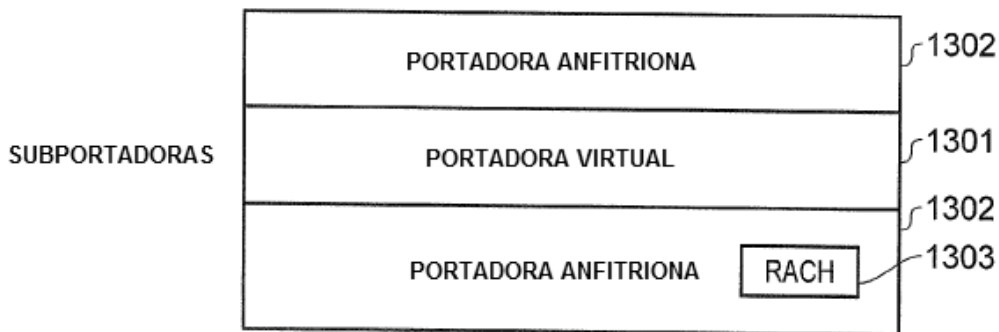 PORTADORA ANFITRIONA
1302
SUBPORTADORAS
PORTADORA VIRTUAL
1301
1302
PORTADORA ANFITRIONA
RACH
1303